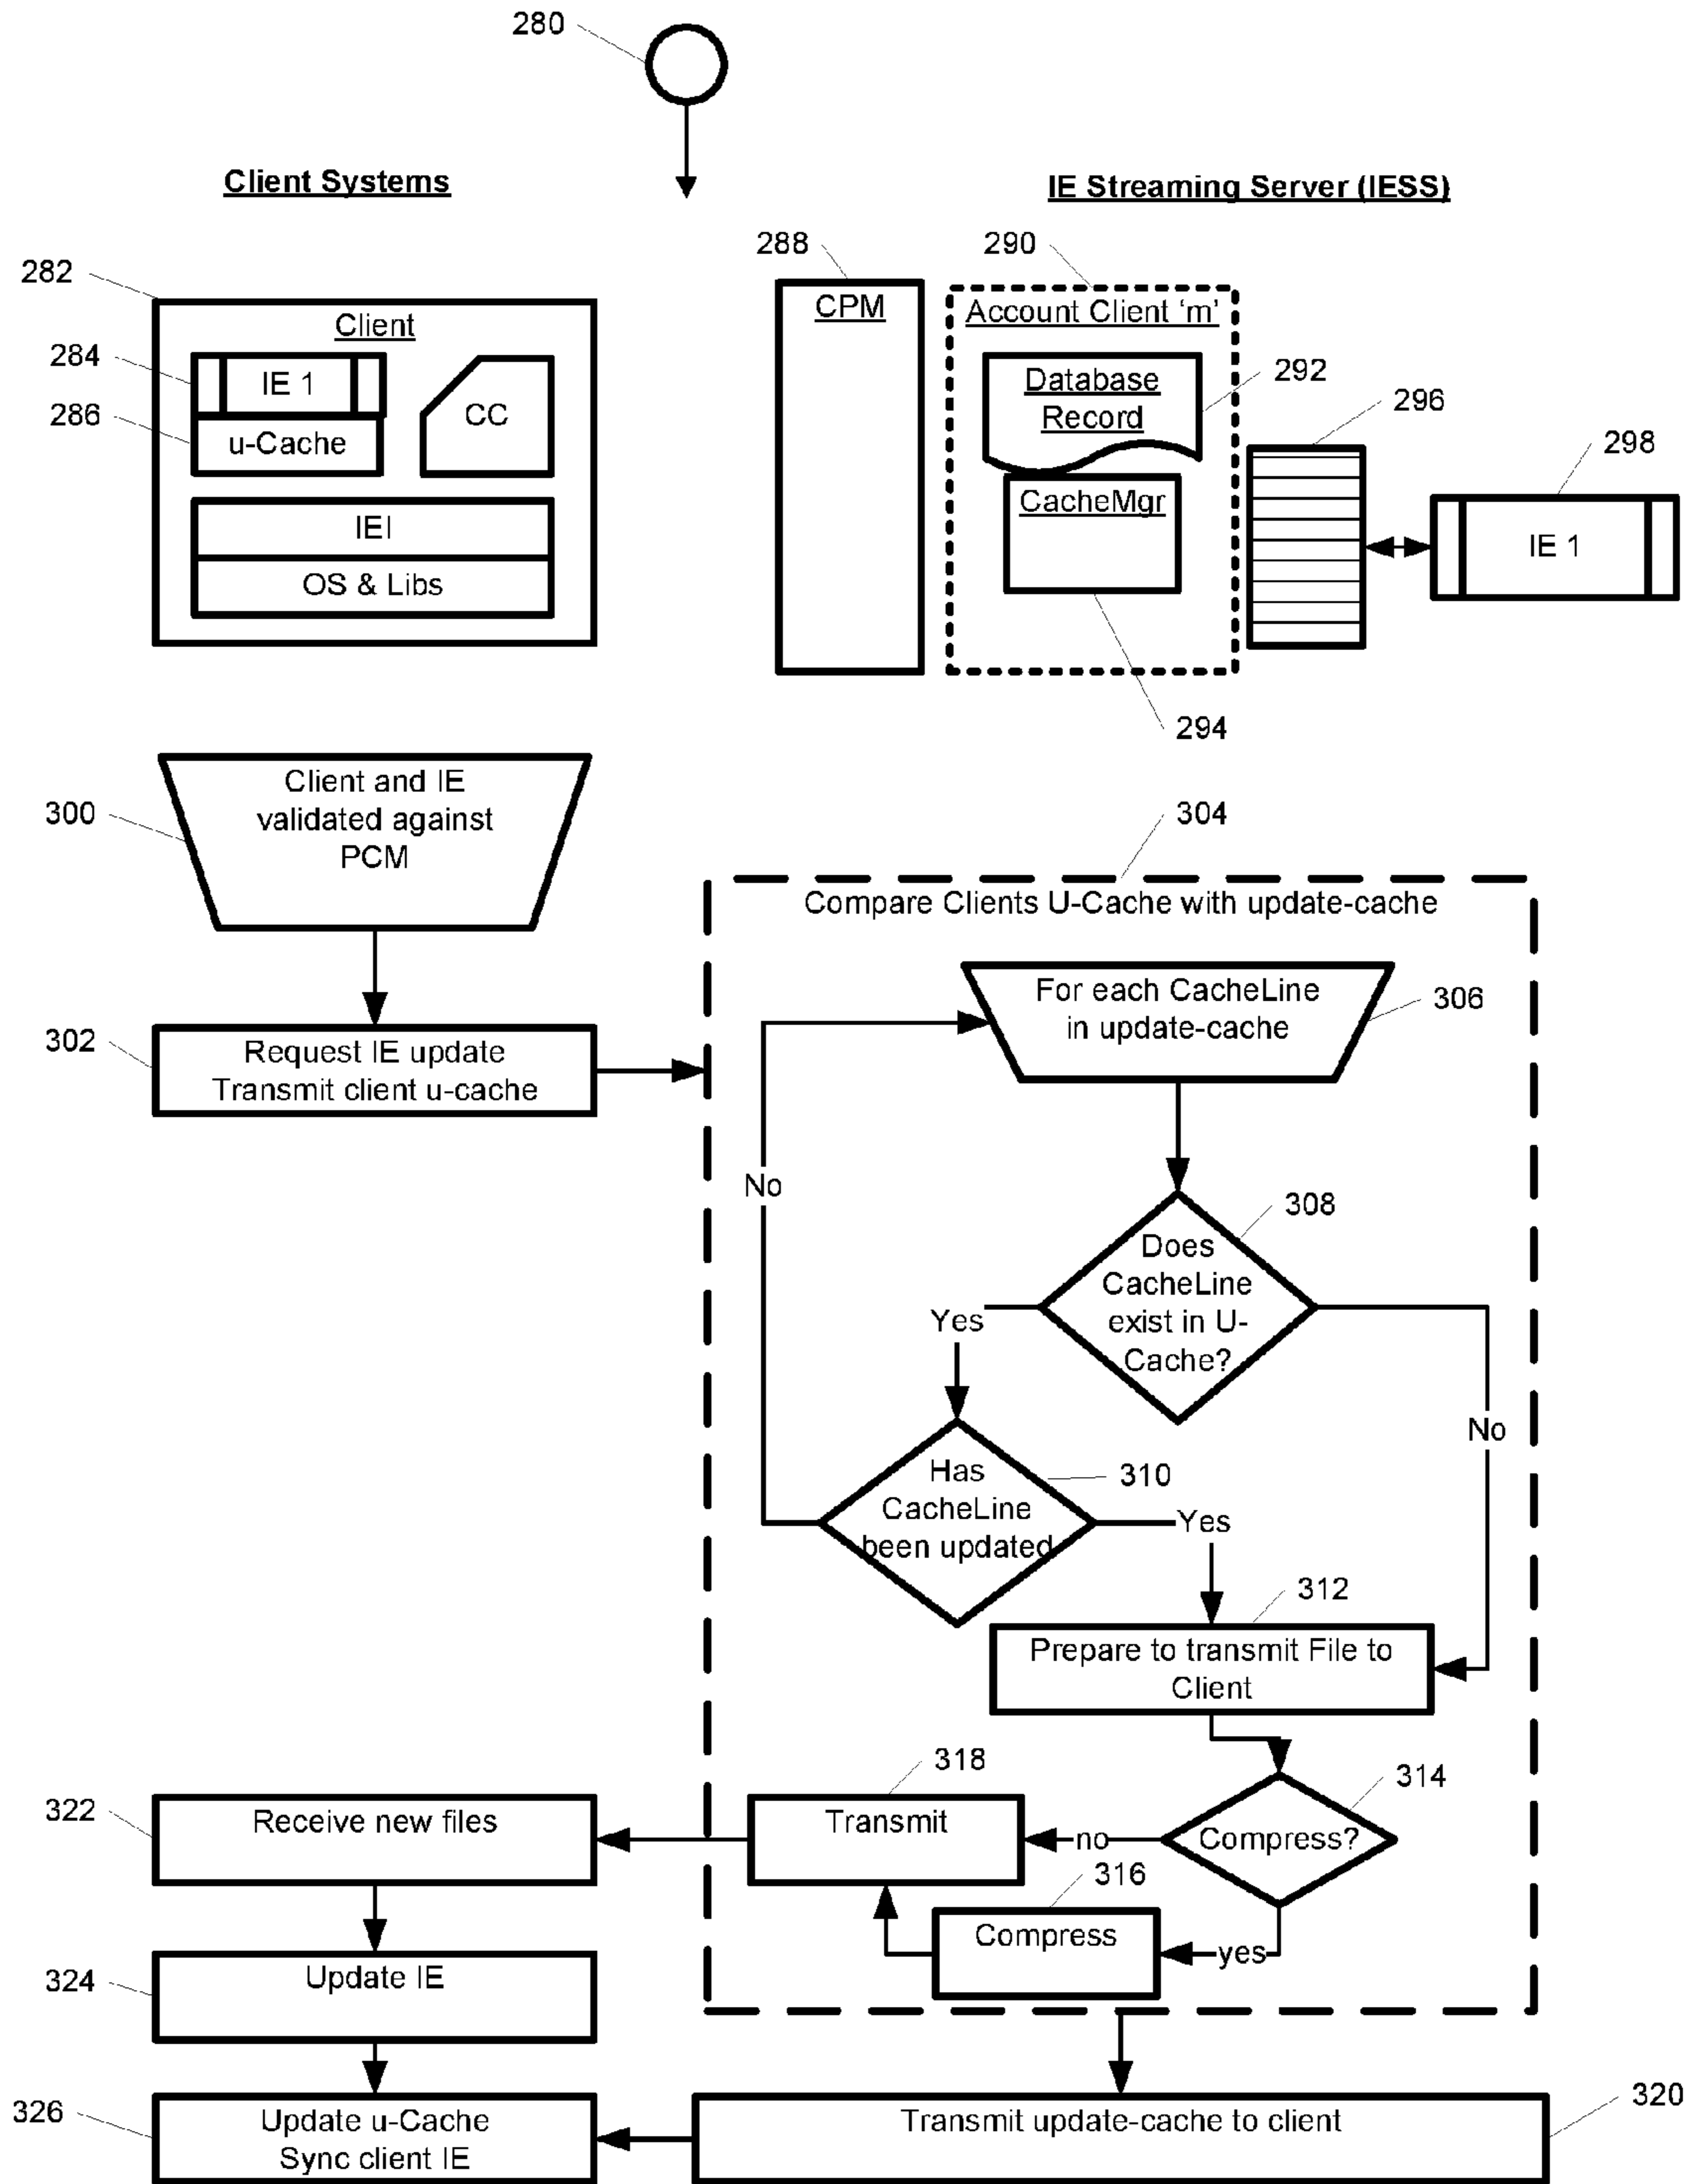 280
Client Systems
IE Streaming Server (IESS)
288
290
282
Client
CPM
Account Client ‘m’
284
IE 1
CC
Database
Record
292
286
u-Cache
296
298
CacheMgr
IEI
IE 1
OS & Libs
294
Client and IE
validated against
PCM
300
304
Compare Clients U-Cache with update-cache
For each CacheLine
in update-cache
306
302
Request IE update
Transmit client u-cache
No
308
Does
CacheLine
exist in U-
Cache?
Yes
No
Has
CacheLine
been updated
310
Yes
312
Prepare to transmit File to
Client
318
314
322
Receive new files
Transmit
no
Compress?
316
Compress
yes
324
Update IE
320
326
Update u-Cache
Sync client IE
Transmit update-cache to client